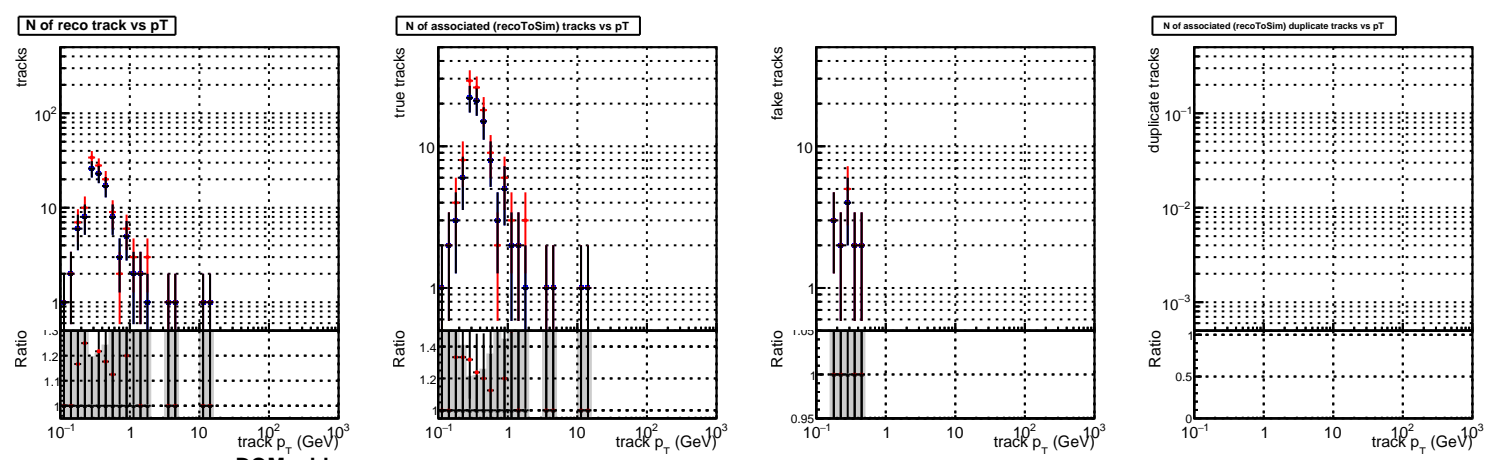 N of reco track vs pT
tracks
10²
10
1
Ratio
1.3
1.2
1.1
1
10⁻¹ 1 10 10² 10³
track p_T (GeV)
N of associated (recoToSim) tracks vs pT
true tracks
10
1
Ratio
1.4
1.2
1
10⁻¹ 1 10 10² 10³
track p_T (GeV)
fake tracks
10
1
Ratio
1.05
1
0.95
10⁻¹ 1 10 10² 10³
track p_T (GeV)
N of associated (recoToSim) duplicate tracks vs pT
duplicate tracks
10⁻¹
10⁻²
10⁻³
Ratio
1
0.5
0
10⁻¹ 1 10 10² 10³
track p_T (GeV)